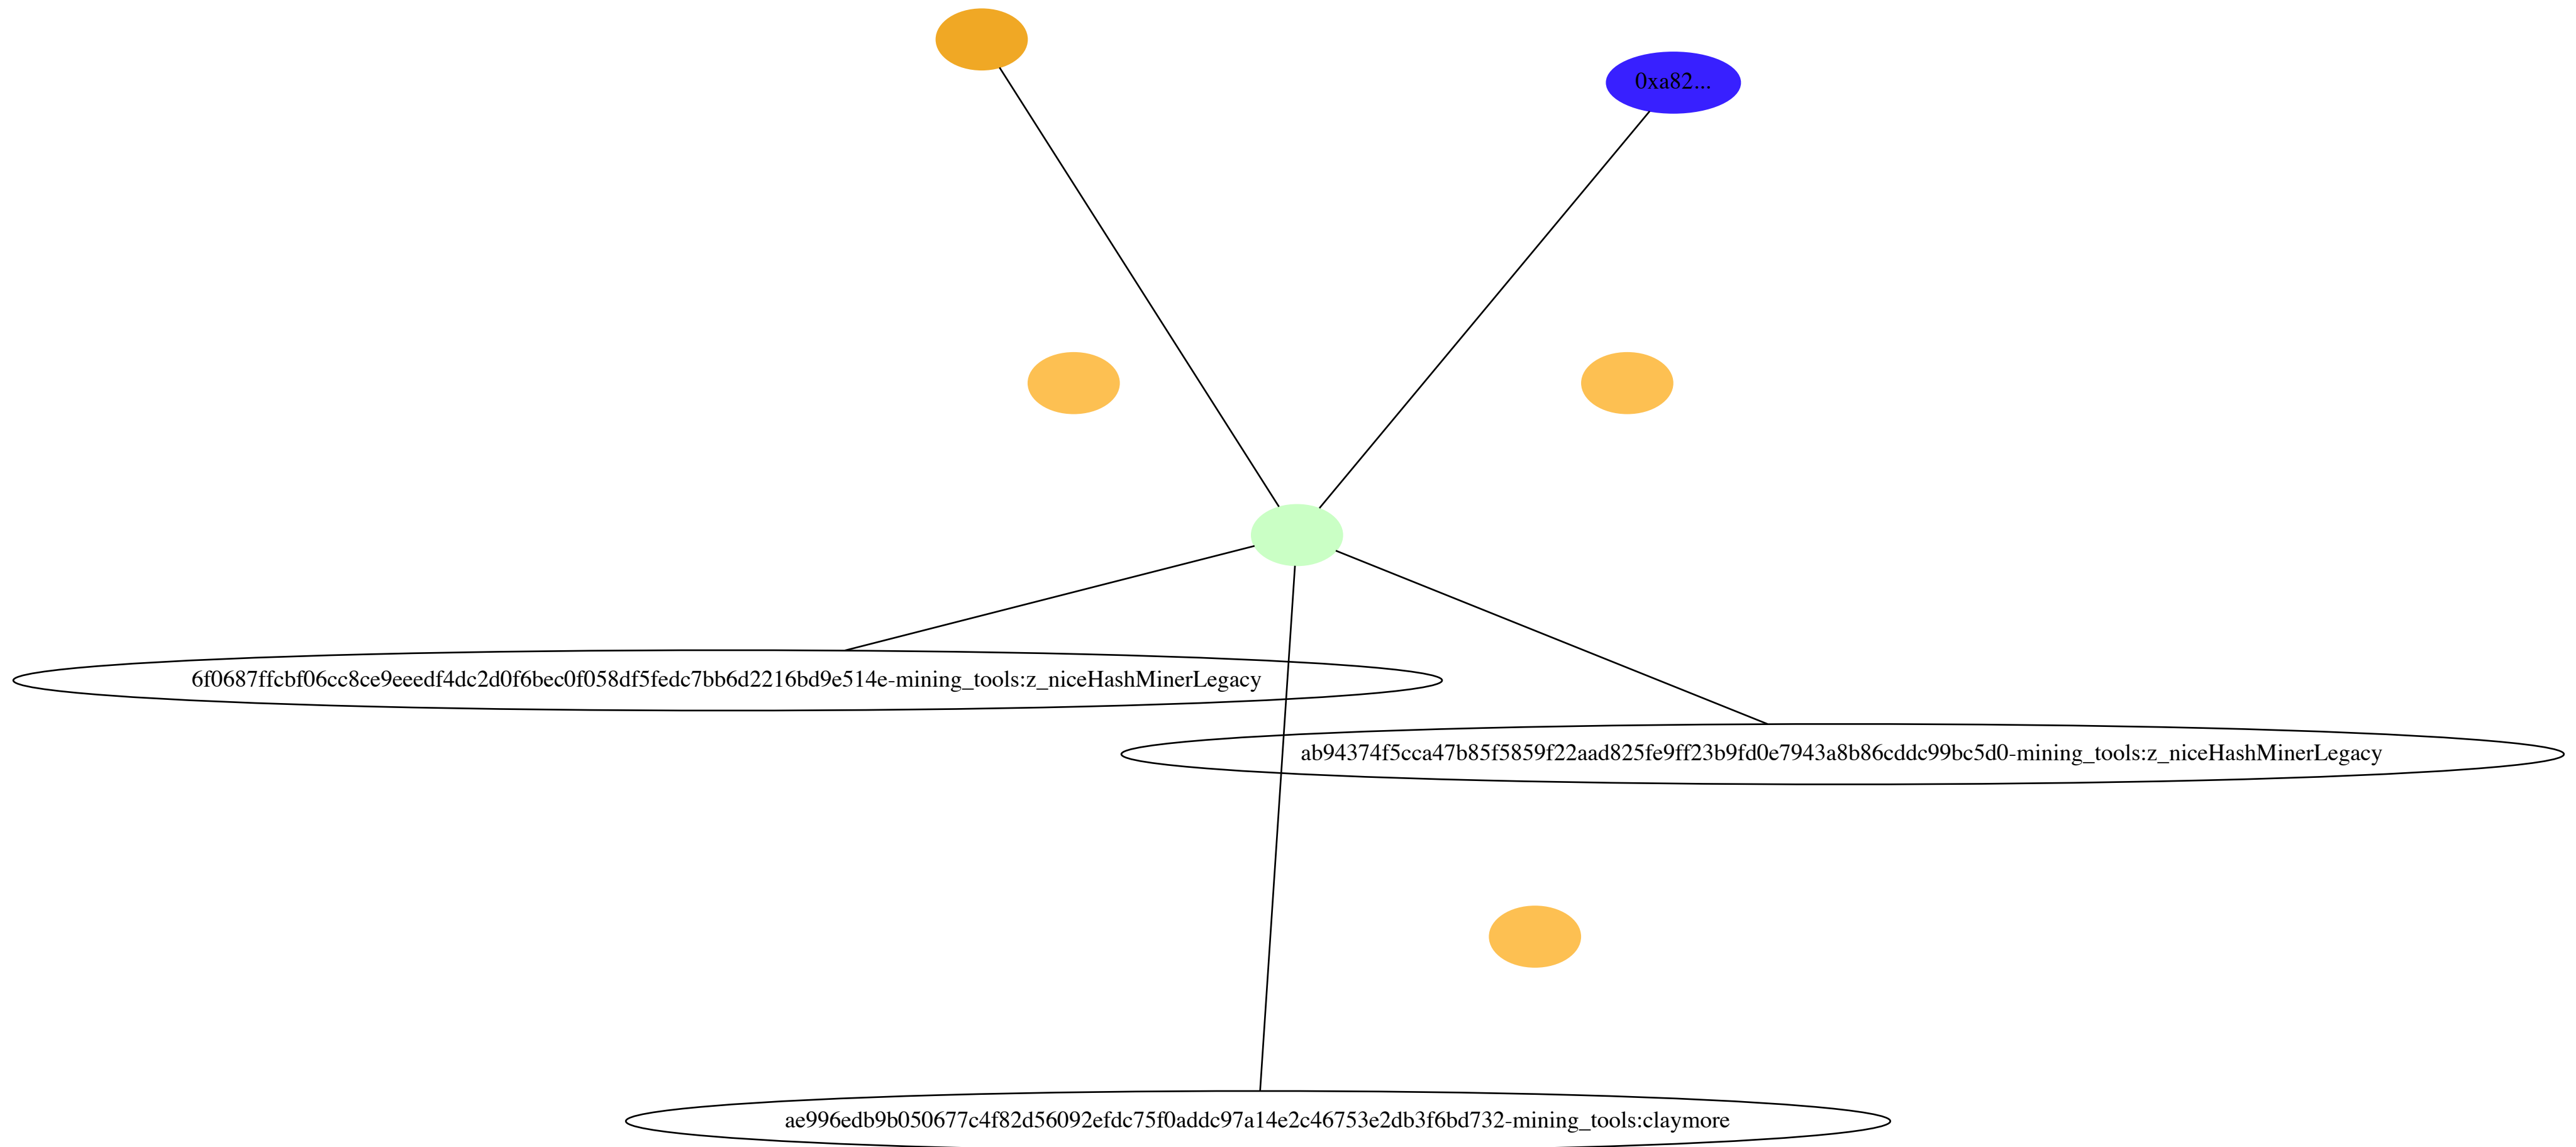 0xa82...
6f0687ffcbf06cc8ce9eeedf4dc2d0f6bec0f058df5fedc7bb6d2216bd9e514e-mining_tools:z_niceHashMinerLegacy
ab94374f5cca47b85f5859f22aad825fe9ff23b9fd0e7943a8b86cddc99bc5d0-mining_tools:z_niceHashMinerLegacy
ae996edb9b050677c4f82d56092efdc75f0addc97a14e2c46753e2db3f6bd732-mining_tools:claymore